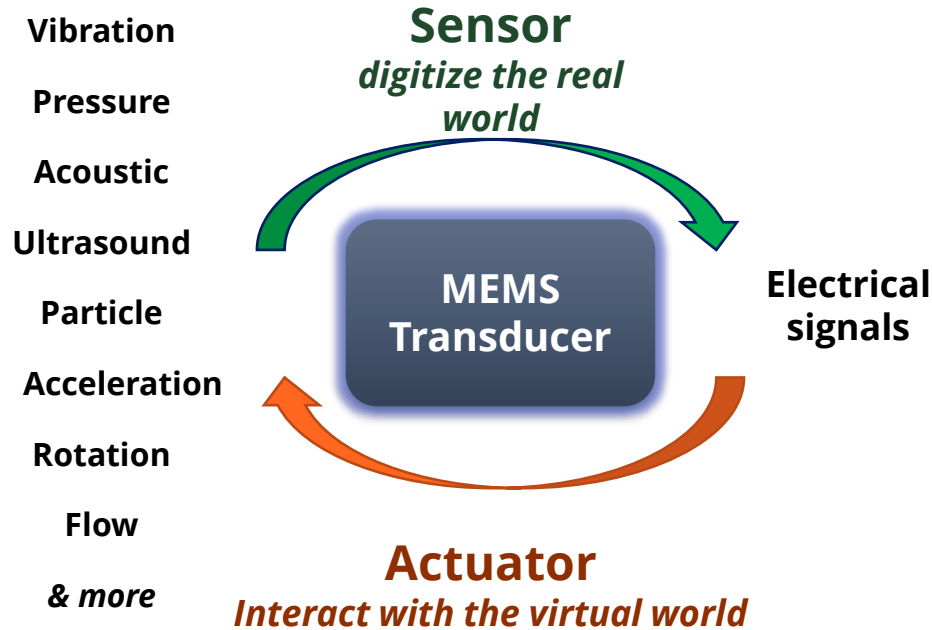 Vibration
Pressure
Acoustic
Ultrasound
Particle
Acceleration
Rotation
Flow
& more
Sensor
digitize the real
world
MEMS
Transducer
Electrical
signals
Actuator
Interact with the virtual world